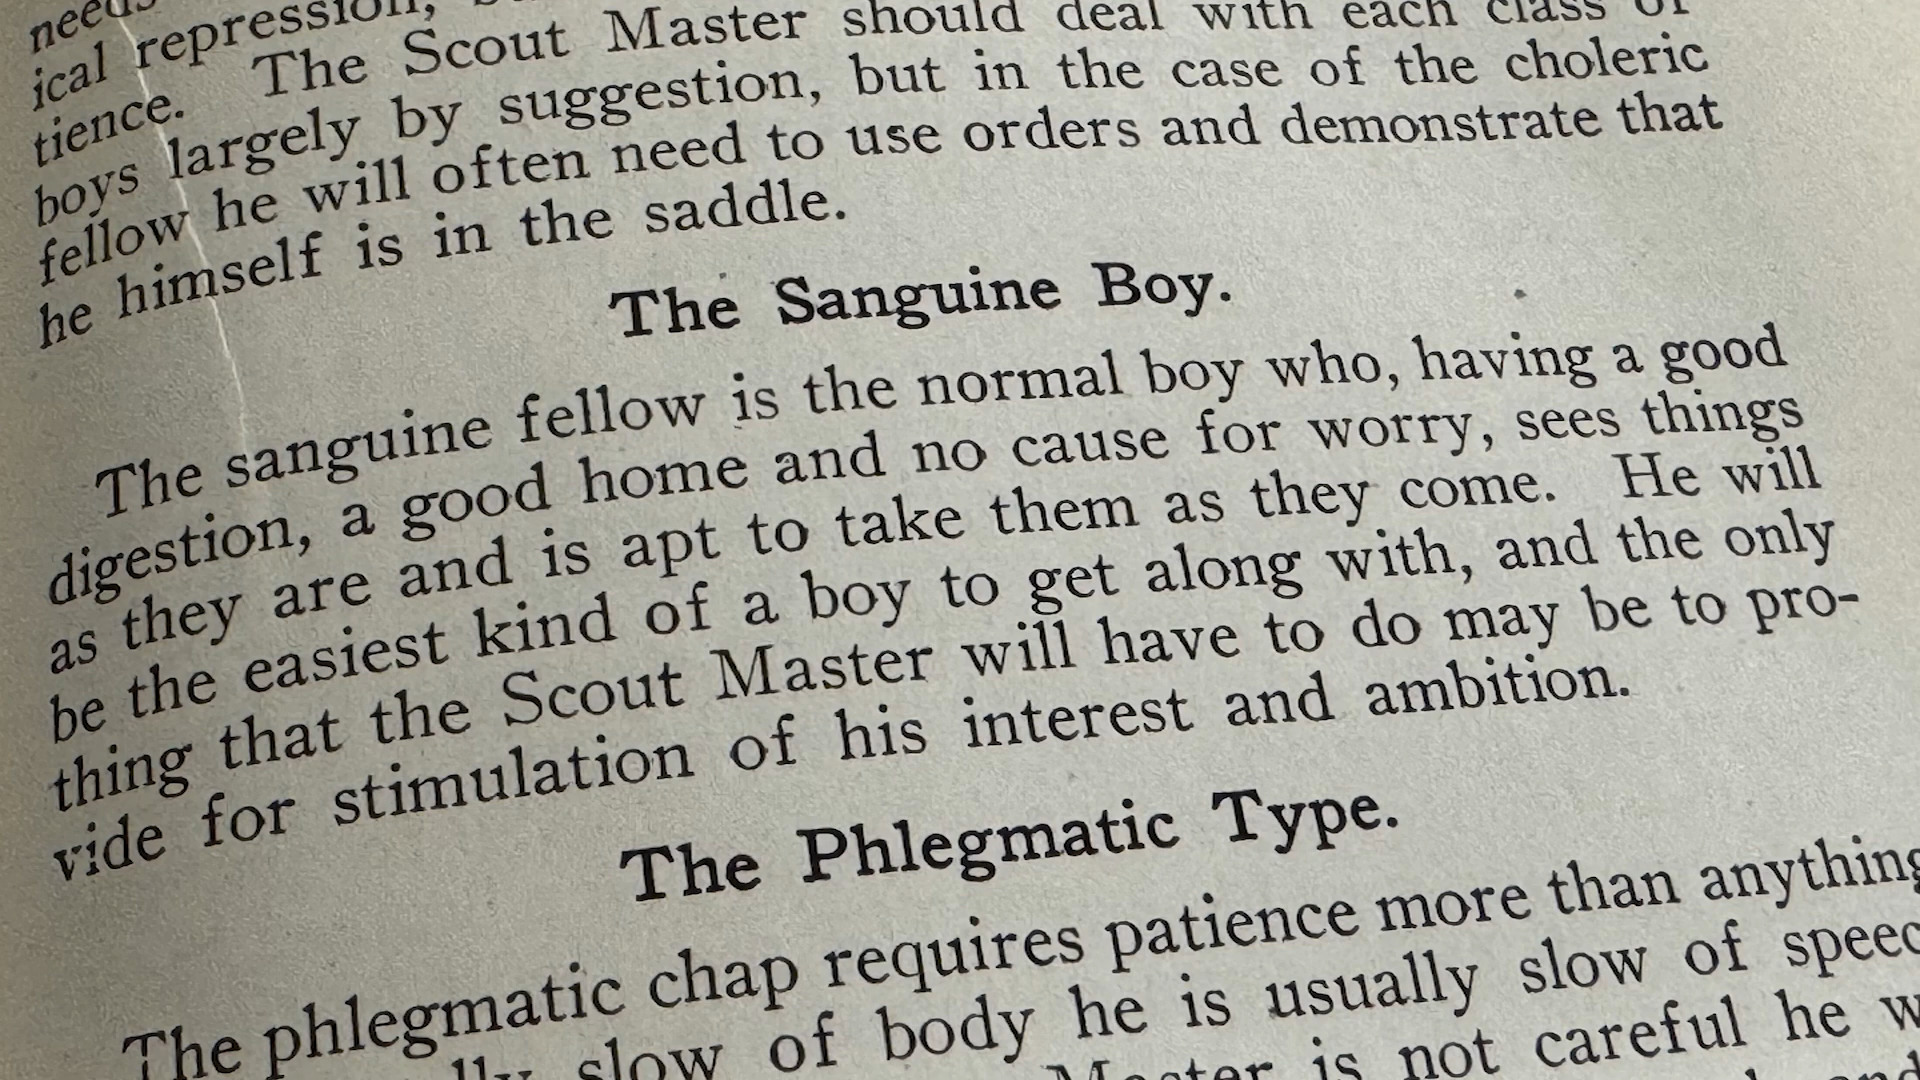 needs
ical repression,
tience. The Scout Master should deal with each class of
boys largely by suggestion, but in the case of the choleric
fellow he will often need to use orders and demonstrate that
he himself is in the saddle.
The Sanguine Boy.
The sanguine fellow is the normal boy who, having a good
digestion, a good home and no cause for worry, sees things
as they are and is apt to take them as they come. He will
be the easiest kind of a boy to get along with, and the only
thing that the Scout Master will have to do may be to pro-
vide for stimulation of his interest and ambition.
The Phlegmatic Type.
The phlegmatic chap requires patience more than anything
slow of body he is usually slow of speec
Master is not careful he w